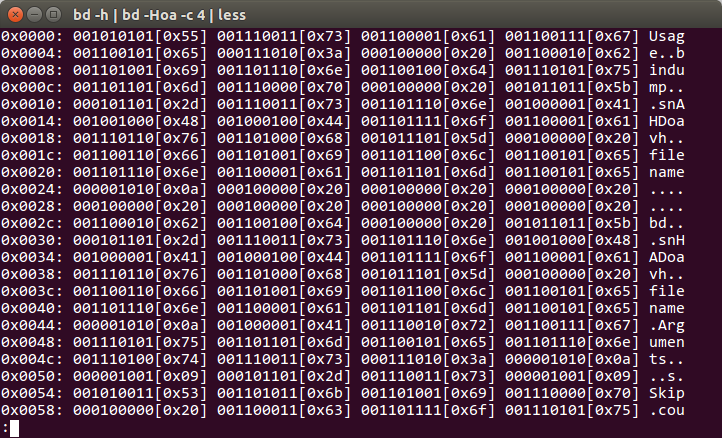 bd -h | bd -Hoa -c 4 | less
0x0000: 001010101[0x55] 001110011[0x73] 001100001[0x61] 001100111[0x67] Usag
0x0004: 001100101[0x65] 000111010[0x3a] 000100000[0x20] 001100010[0x62] e..b
0x0008: 001101001[0x69] 001101110[0x6e] 001100100[0x64] 001110101[0x75] indu
0x000c: 001101101[0x6d] 001110000[0x70] 000100000[0x20] 001011011[0x5b] mp..
0x0010: 000101101[0x2d] 001110011[0x73] 001101110[0x6e] 001000001[0x41] .snA
0x0014: 001001000[0x48] 001000100[0x44] 001101111[0x6f] 001100001[0x61] HDoa
0x0018: 001110110[0x76] 001101000[0x68] 001011101[0x5d] 000100000[0x20] vh..
0x001c: 001100110[0x66] 001101001[0x69] 001101100[0x6c] 001100101[0x65] file
0x0020: 001101110[0x6e] 001100001[0x61] 001101101[0x6d] 001100101[0x65] name
0x0024: 000001010[0x0a] 000100000[0x20] 000100000[0x20] 000100000[0x20] ....
0x0028: 000100000[0x20] 000100000[0x20] 000100000[0x20] 000100000[0x20] ....
0x002c: 001100010[0x62] 001100100[0x64] 000100000[0x20] 001011011[0x5b] bd..
0x0030: 000101101[0x2d] 001110011[0x73] 001101110[0x6e] 001001000[0x48] .snH
0x0034: 001000001[0x41] 001000100[0x44] 001101111[0x6f] 001100001[0x61] ADoa
0x0038: 001110110[0x76] 001101000[0x68] 001011101[0x5d] 000100000[0x20] vh..
0x003c: 001100110[0x66] 001101001[0x69] 001101100[0x6c] 001100101[0x65] file
0x0040: 001101110[0x6e] 001100001[0x61] 001101101[0x6d] 001100101[0x65] name
0x0044: 000001010[0x0a] 001000001[0x41] 001110010[0x72] 001100111[0x67] .Arg
0x0048: 001110101[0x75] 001101101[0x6d] 001100101[0x65] 001101110[0x6e] umen
0x004c: 001110100[0x74] 001110011[0x73] 000111010[0x3a] 000001010[0x0a] ts..
0x0050: 000001001[0x09] 000101101[0x2d] 001110011[0x73] 000001001[0x09] ..s.
0x0054: 001010011[0x53] 001101011[0x6b] 001101001[0x69] 001110000[0x70] Skip
0x0058: 000100000[0x20] 001100011[0x63] 001101111[0x6f] 001110101[0x75] .cou
: